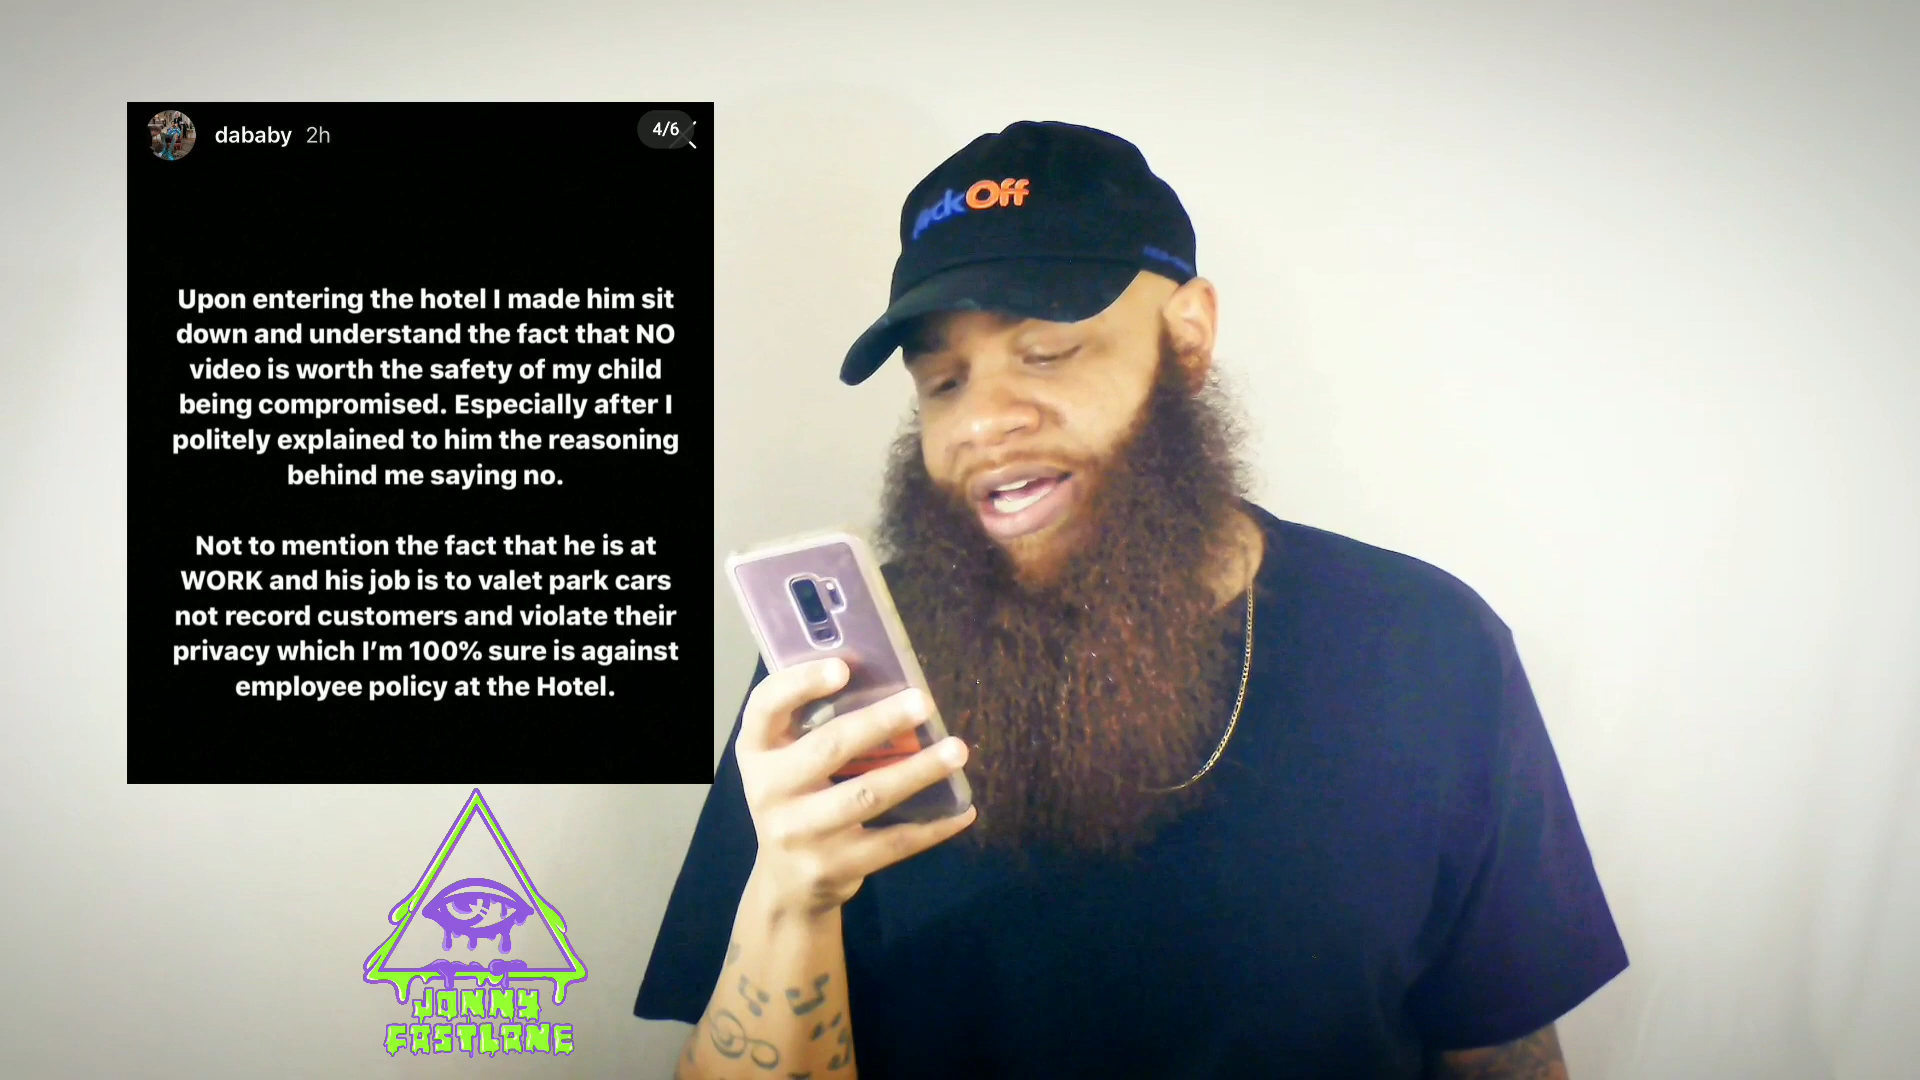 dababy 2h
4/6
Upon entering the hotel I made him sit
down and understand the fact that NO
video is worth the safety of my child
being compromised. Especially after I
politely explained to him the reasoning
behind me saying no.
Not to mention the fact that he is at
WORK and his job is to valet park cars
not record customers and violate their
privacy which I'm 100% sure is against
employee policy at the Hotel.
Off
JONNY
FASTLANE